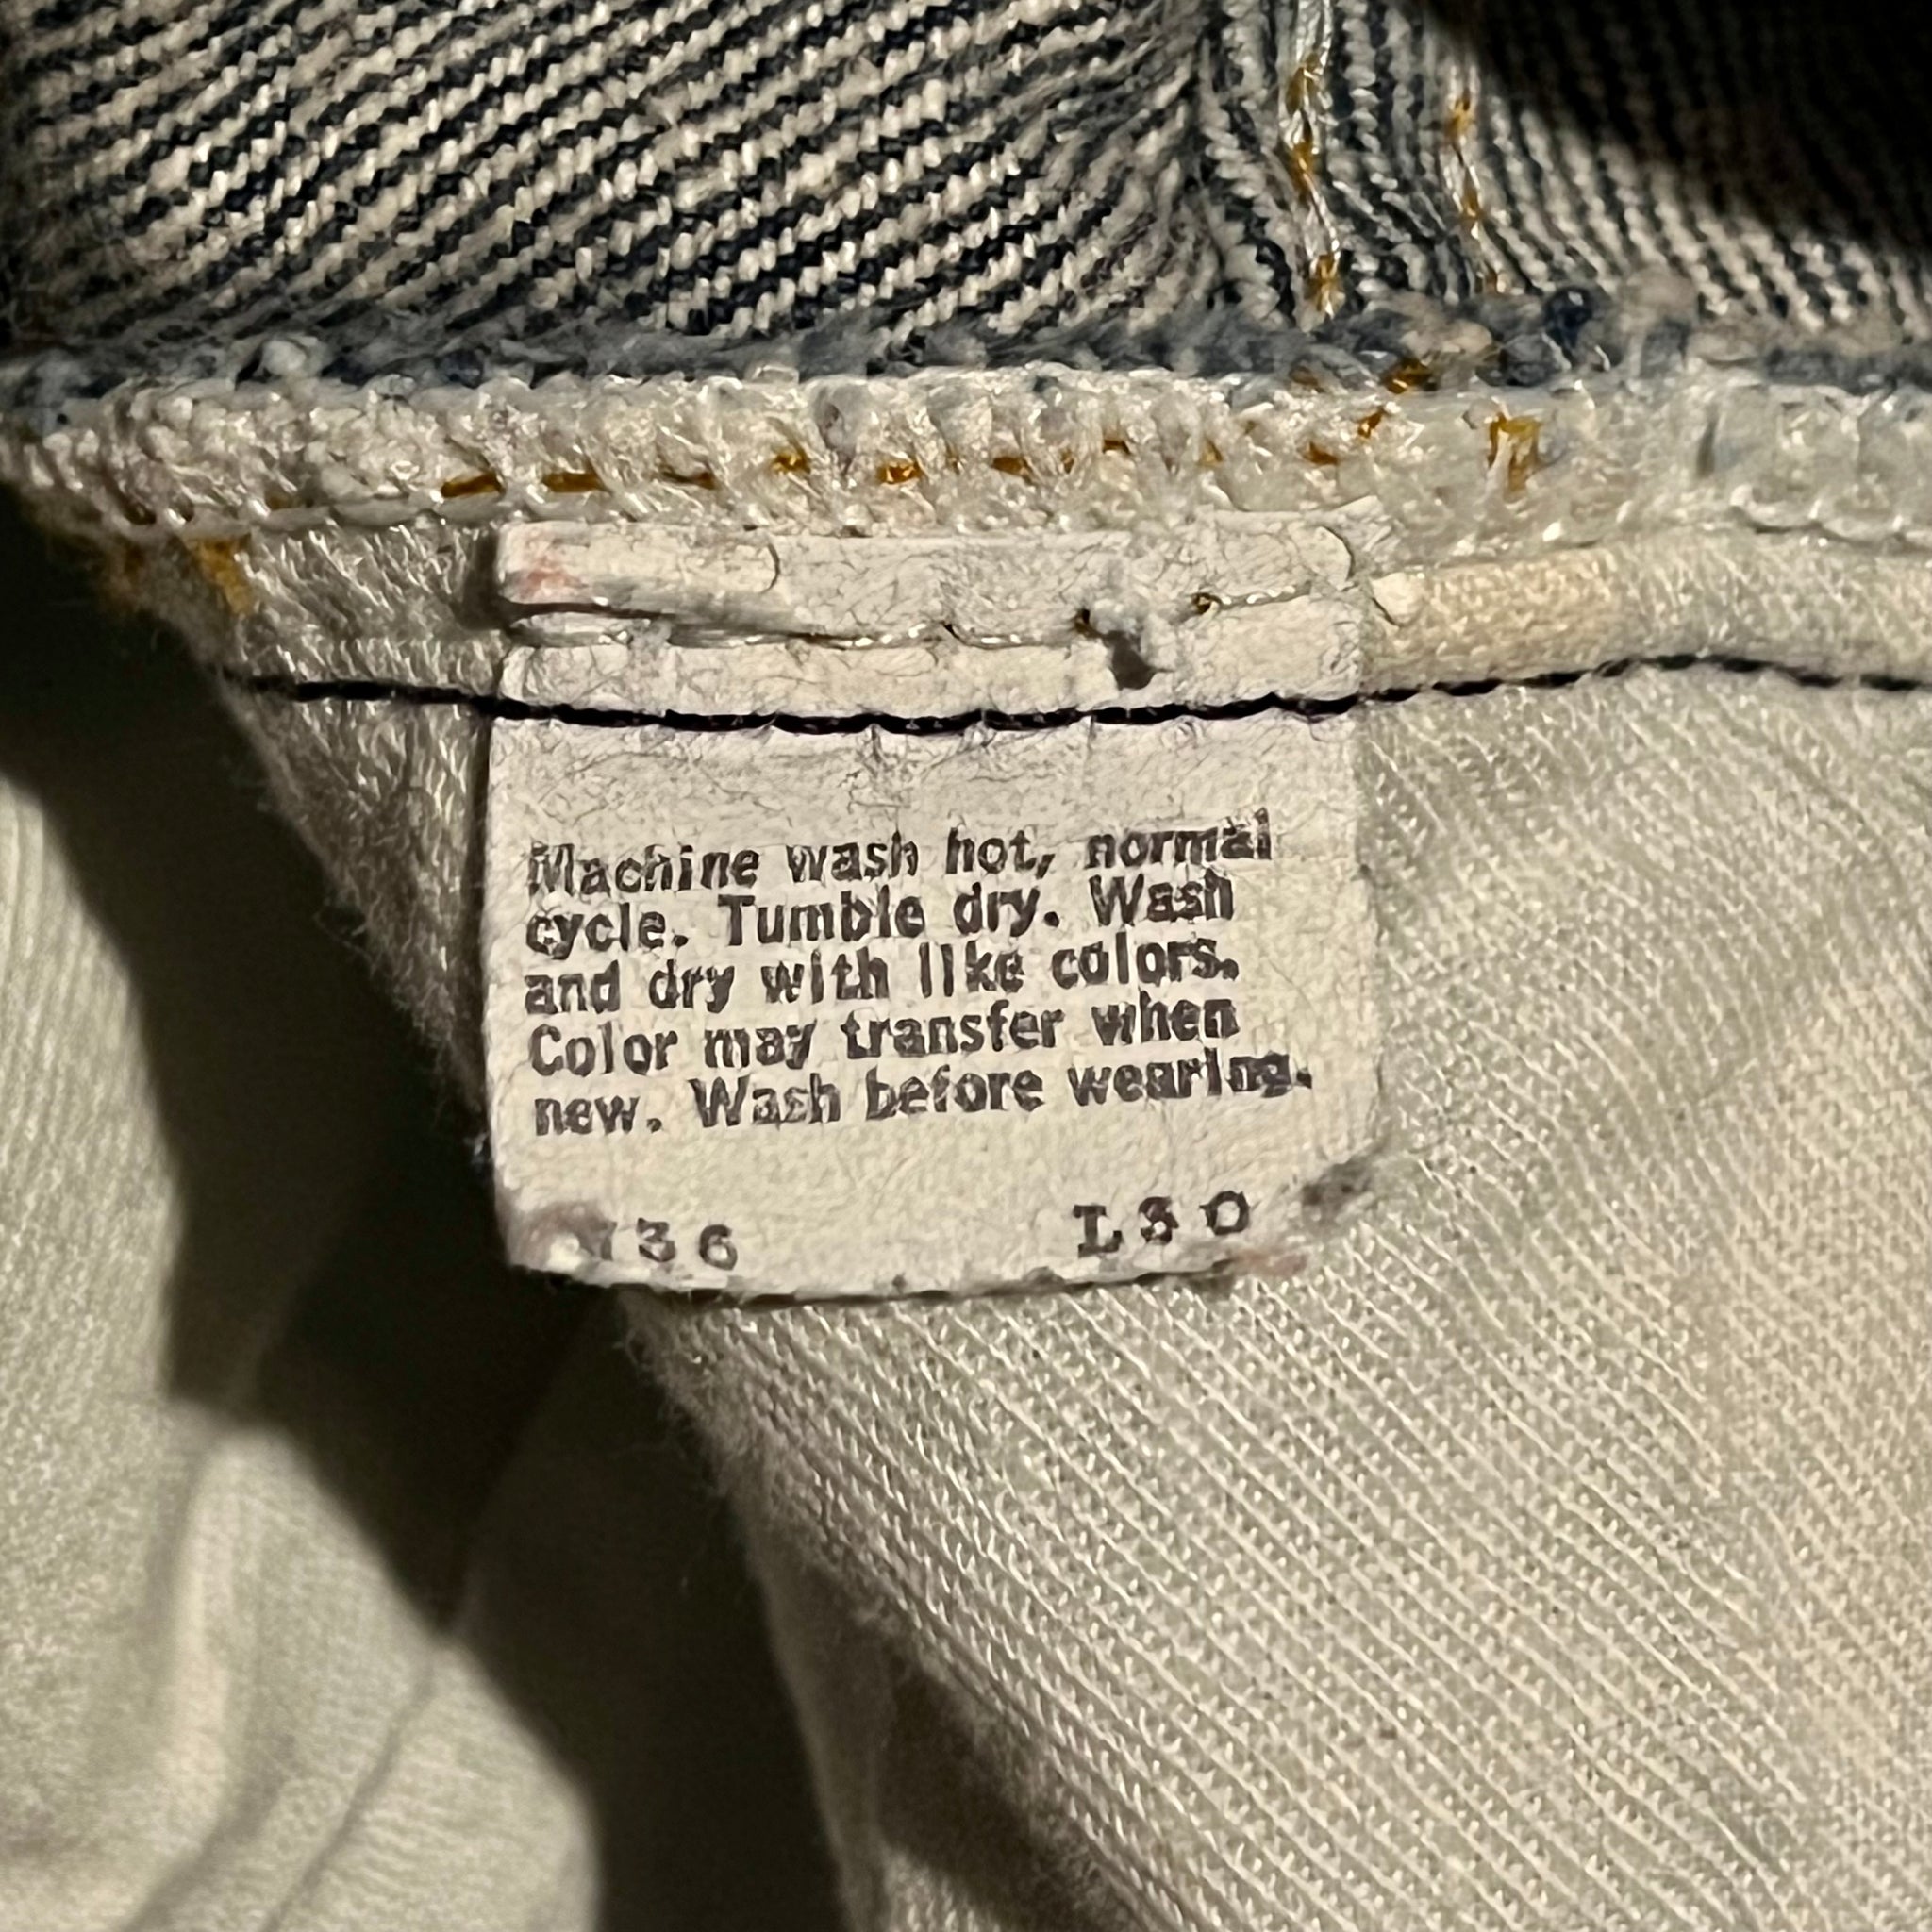 Machine wash hot, normal
cycle. Tumble dry. Wash
and dry with like colors.
Color may transfer when
new. Wash before wearing.
36 L30